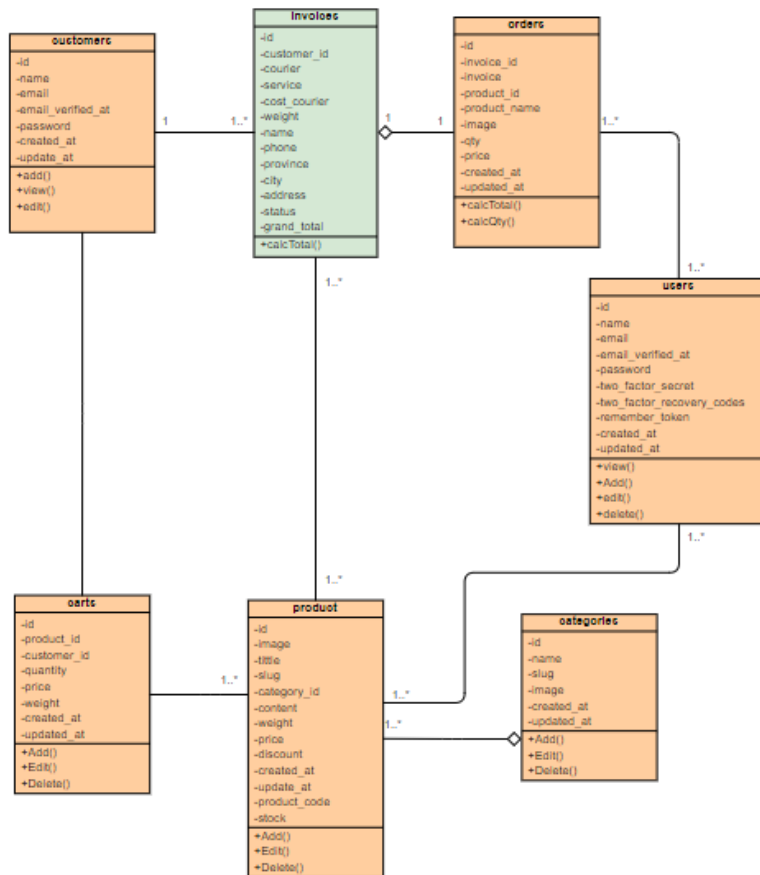 customers
-id
-name
-email
-email_verified_at
-password
-created_at
-update_at
+add()
+view()
+edit()
1
1..*
invoices
-id
-customer_id
-courier
-service
-cost_courier
-weight
-name
-phone
-province
-city
-address
-status
-grand_total
+calcTotal()
1
1
1..*
orders
-id
-invoice_id
-invoice
-product_id
-product_name
-image
-qty
-price
-created_at
-updated_at
+calcTotal()
+calcQty()
1..*
1..*
users
-id
-name
-email
-email_verified_at
-password
-two_factor_secret
-two_factor_recovery_codes
-remember_token
-created_at
-updated_at
+view()
+Add()
+edit()
+delete()
1..*
carts
-id
-product_id
-customer_id
-quantity
-price
-weight
-created_at
-updated_at
+Add()
+Edit()
+Delete()
1..*
1..*
product
-id
-image
-tittle
-slug
-category_id
-content
-weight
-price
-discount
-created_at
-update_at
-product_code
-stock
+Add()
+Edit()
+Delete()
1..*
1..*
categories
-id
-name
-slug
-image
-created_at
-updated_at
+Add()
+Edit()
+Delete()